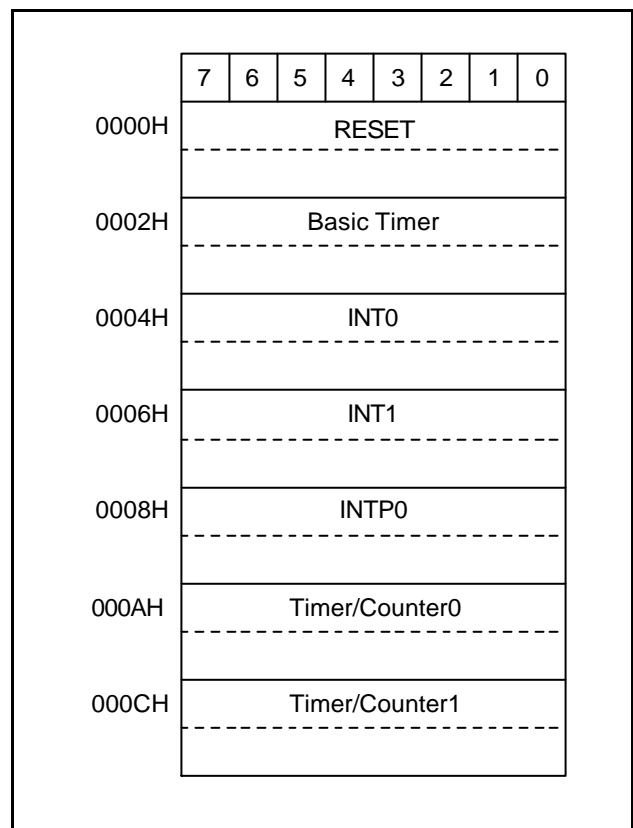 7 6 5 4 3 2 1 0
0000H RESET
0002H Basic Timer
0004H INT0
0006H INT1
0008H INTP0
000AH Timer/Counter0
000CH Timer/Counter1